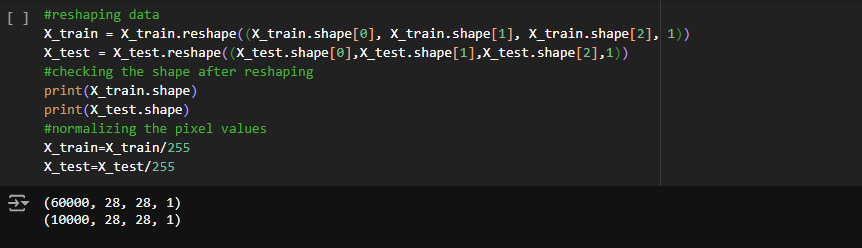 [ ] #reshaping data
X_train = X_train.reshape((X_train.shape[0], X_train.shape[1], X_train.shape[2], 1))
X_test = X_test.reshape((X_test.shape[0],X_test.shape[1],X_test.shape[2],1))
#checking the shape after reshaping
print(X_train.shape)
print(X_test.shape)
#normalizing the pixel values
X_train=X_train/255
X_test=X_test/255
(60000, 28, 28, 1)
(10000, 28, 28, 1)